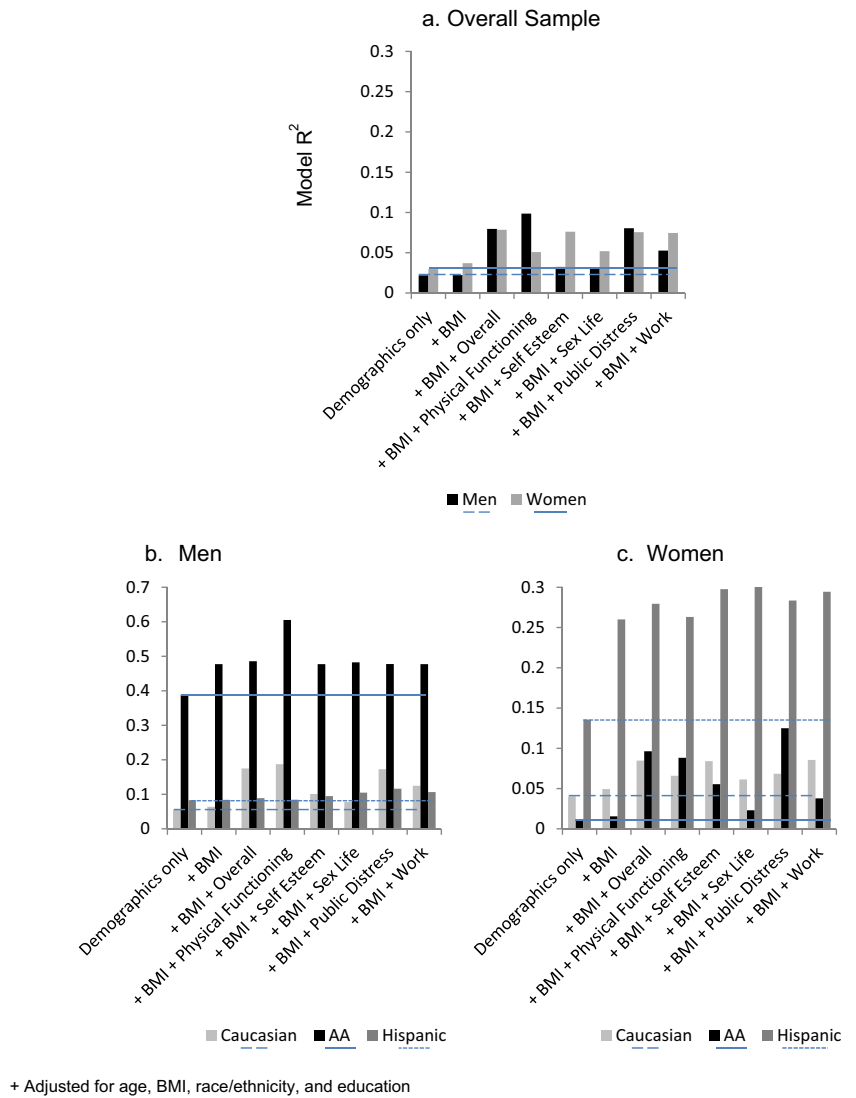 a. Overall Sample
Model R²
0.3
0.25
0.2
0.15
0.1
0.05
0
Demographics only
+ BMI
+ BMI + Overall
+ BMI + Physical Functioning
+ BMI + Self Esteem
+ BMI + Sex Life
+ BMI + Public Distress
+ BMI + Work
Men Women
b. Men
0.7
0.6
0.5
0.4
0.3
0.2
0.1
0
Demographics only
+ BMI
+ BMI + Overall
+ BMI + Physical Functioning
+ BMI + Self Esteem
+ BMI + Sex Life
+ BMI + Public Distress
+ BMI + Work
Caucasian AA Hispanic
c. Women
0.3
0.25
0.2
0.15
0.1
0.05
0
Demographics only
+ BMI
+ BMI + Overall
+ BMI + Physical Functioning
+ BMI + Self Esteem
+ BMI + Sex Life
+ BMI + Public Distress
+ BMI + Work
Caucasian AA Hispanic
+ Adjusted for age, BMI, race/ethnicity, and education